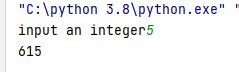 "C:\python 3.8\python.exe" "
input an integer5
615